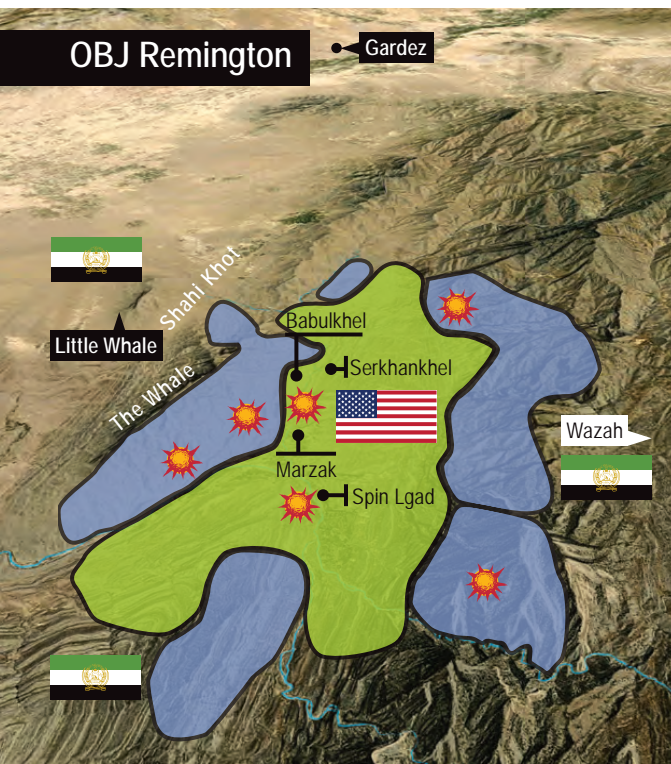 OBJ Remington
Gardez
Shahi Khot
Little Whale
The Whale
Babulkhel
Serkhankhel
Wazah
Marzak
Spin Lgad